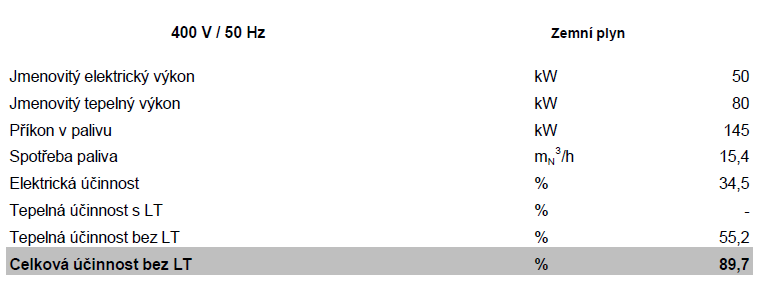 400 V / 50 Hz Zemní plyn
Jmenovitý elektrický výkon kW 50
Jmenovitý tepelný výkon kW 80
Příkon v palivu kW 145
Spotřeba paliva m_N³/h 15,4
Elektrická účinnost % 34,5
Tepelná účinnost s LT % -
Tepelná účinnost bez LT % 55,2
Celková účinnost bez LT % 89,7